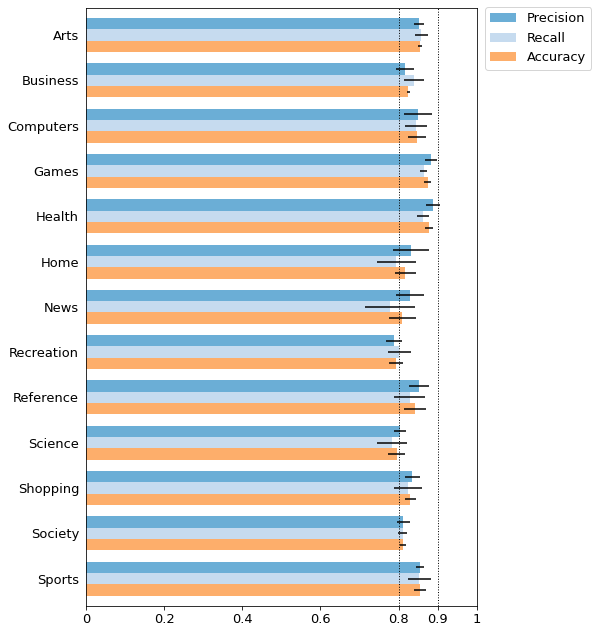 Precision
Recall
Accuracy
Arts
Business
Computers
Games
Health
Home
News
Recreation
Reference
Science
Shopping
Society
Sports
0 0.2 0.4 0.6 0.8 0.9 1